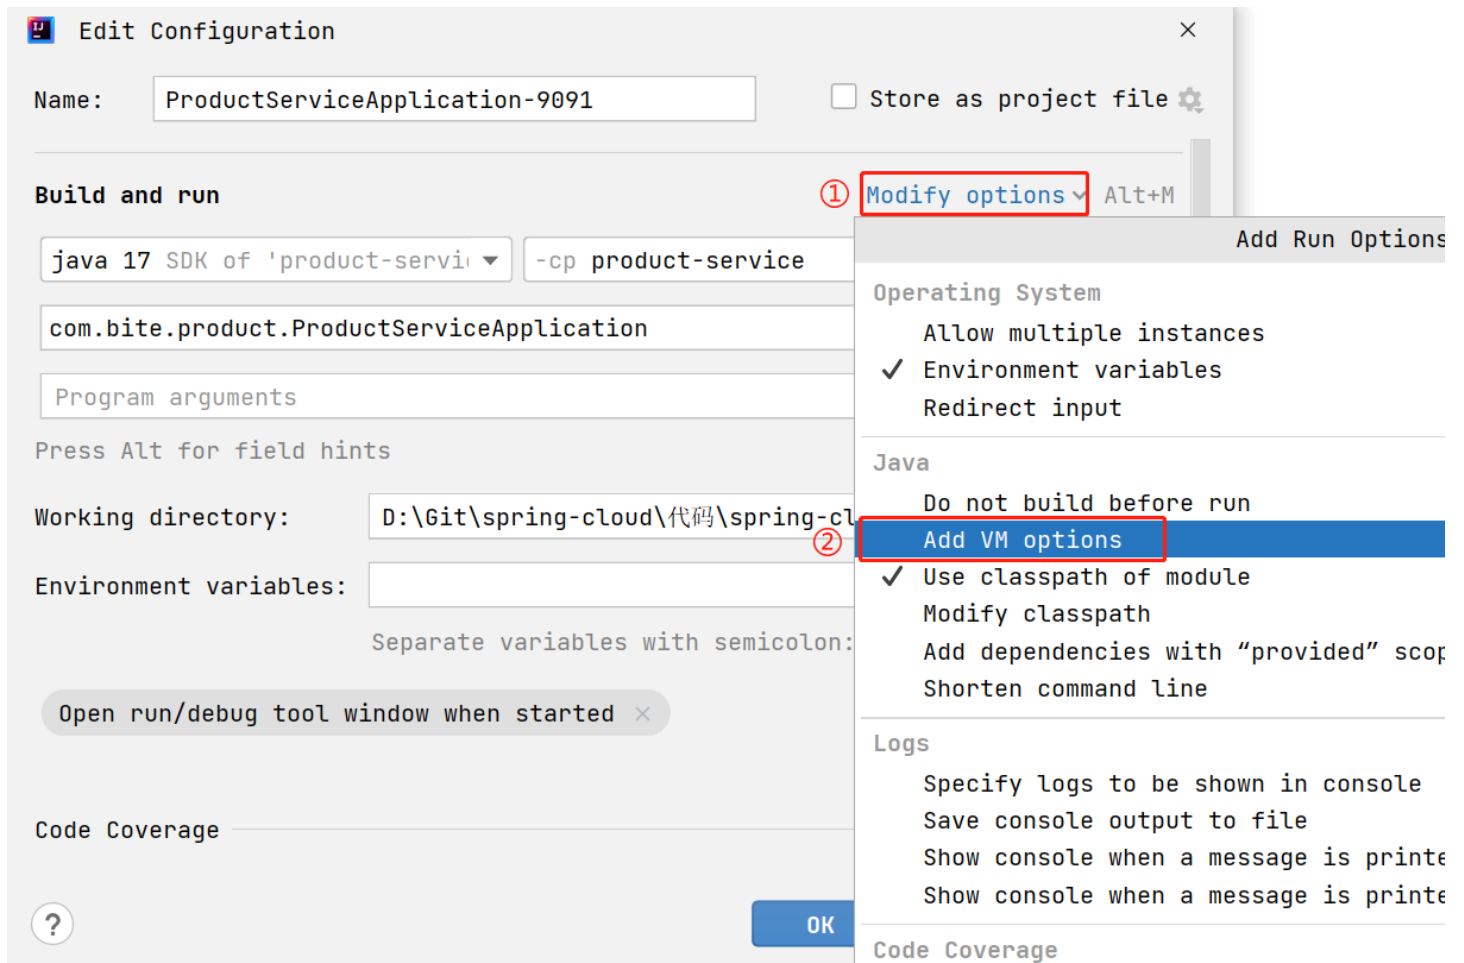 Edit Configuration
Name: ProductServiceApplication-9091 Store as project file
Build and run ① Modify options Alt+M
java 17 SDK of 'product-servi -cp product-service
com.bite.product.ProductServiceApplication
Program arguments
Press Alt for field hints
Working directory: D:\Git\spring-cloud\代码\spring-cl
Environment variables:
Separate variables with semicolon:
Open run/debug tool window when started
Code Coverage
?
OK
Add Run Options
Operating System
Allow multiple instances
Environment variables
Redirect input
Java
Do not build before run
② Add VM options
Use classpath of module
Modify classpath
Add dependencies with “provided” scop
Shorten command line
Logs
Specify logs to be shown in console
Save console output to file
Show console when a message is printe
Show console when a message is printe
Code Coverage